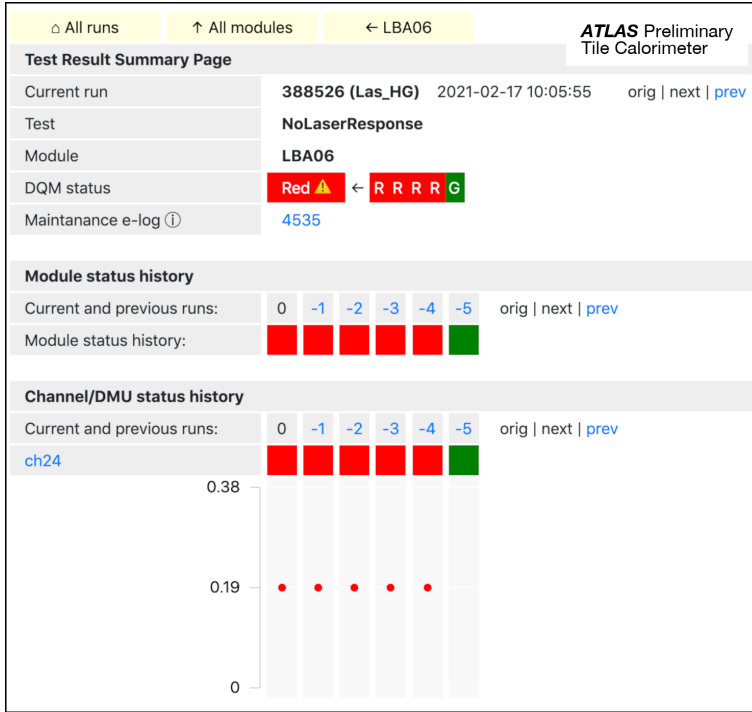 ⌂ All runs ↑ All modules ← LBA06
ATLAS Preliminary
Tile Calorimeter
Test Result Summary Page
Current run 388526 (Las_HG) 2021-02-17 10:05:55 orig | next | prev
Test NoLaserResponse
Module LBA06
DQM status Red ⚠ ← R R R R G
Maintanance e-log ⓘ 4535
Module status history
Current and previous runs: 0 -1 -2 -3 -4 -5 orig | next | prev
Module status history:
Channel/DMU status history
Current and previous runs: 0 -1 -2 -3 -4 -5 orig | next | prev
ch24
0.38
0.19
0